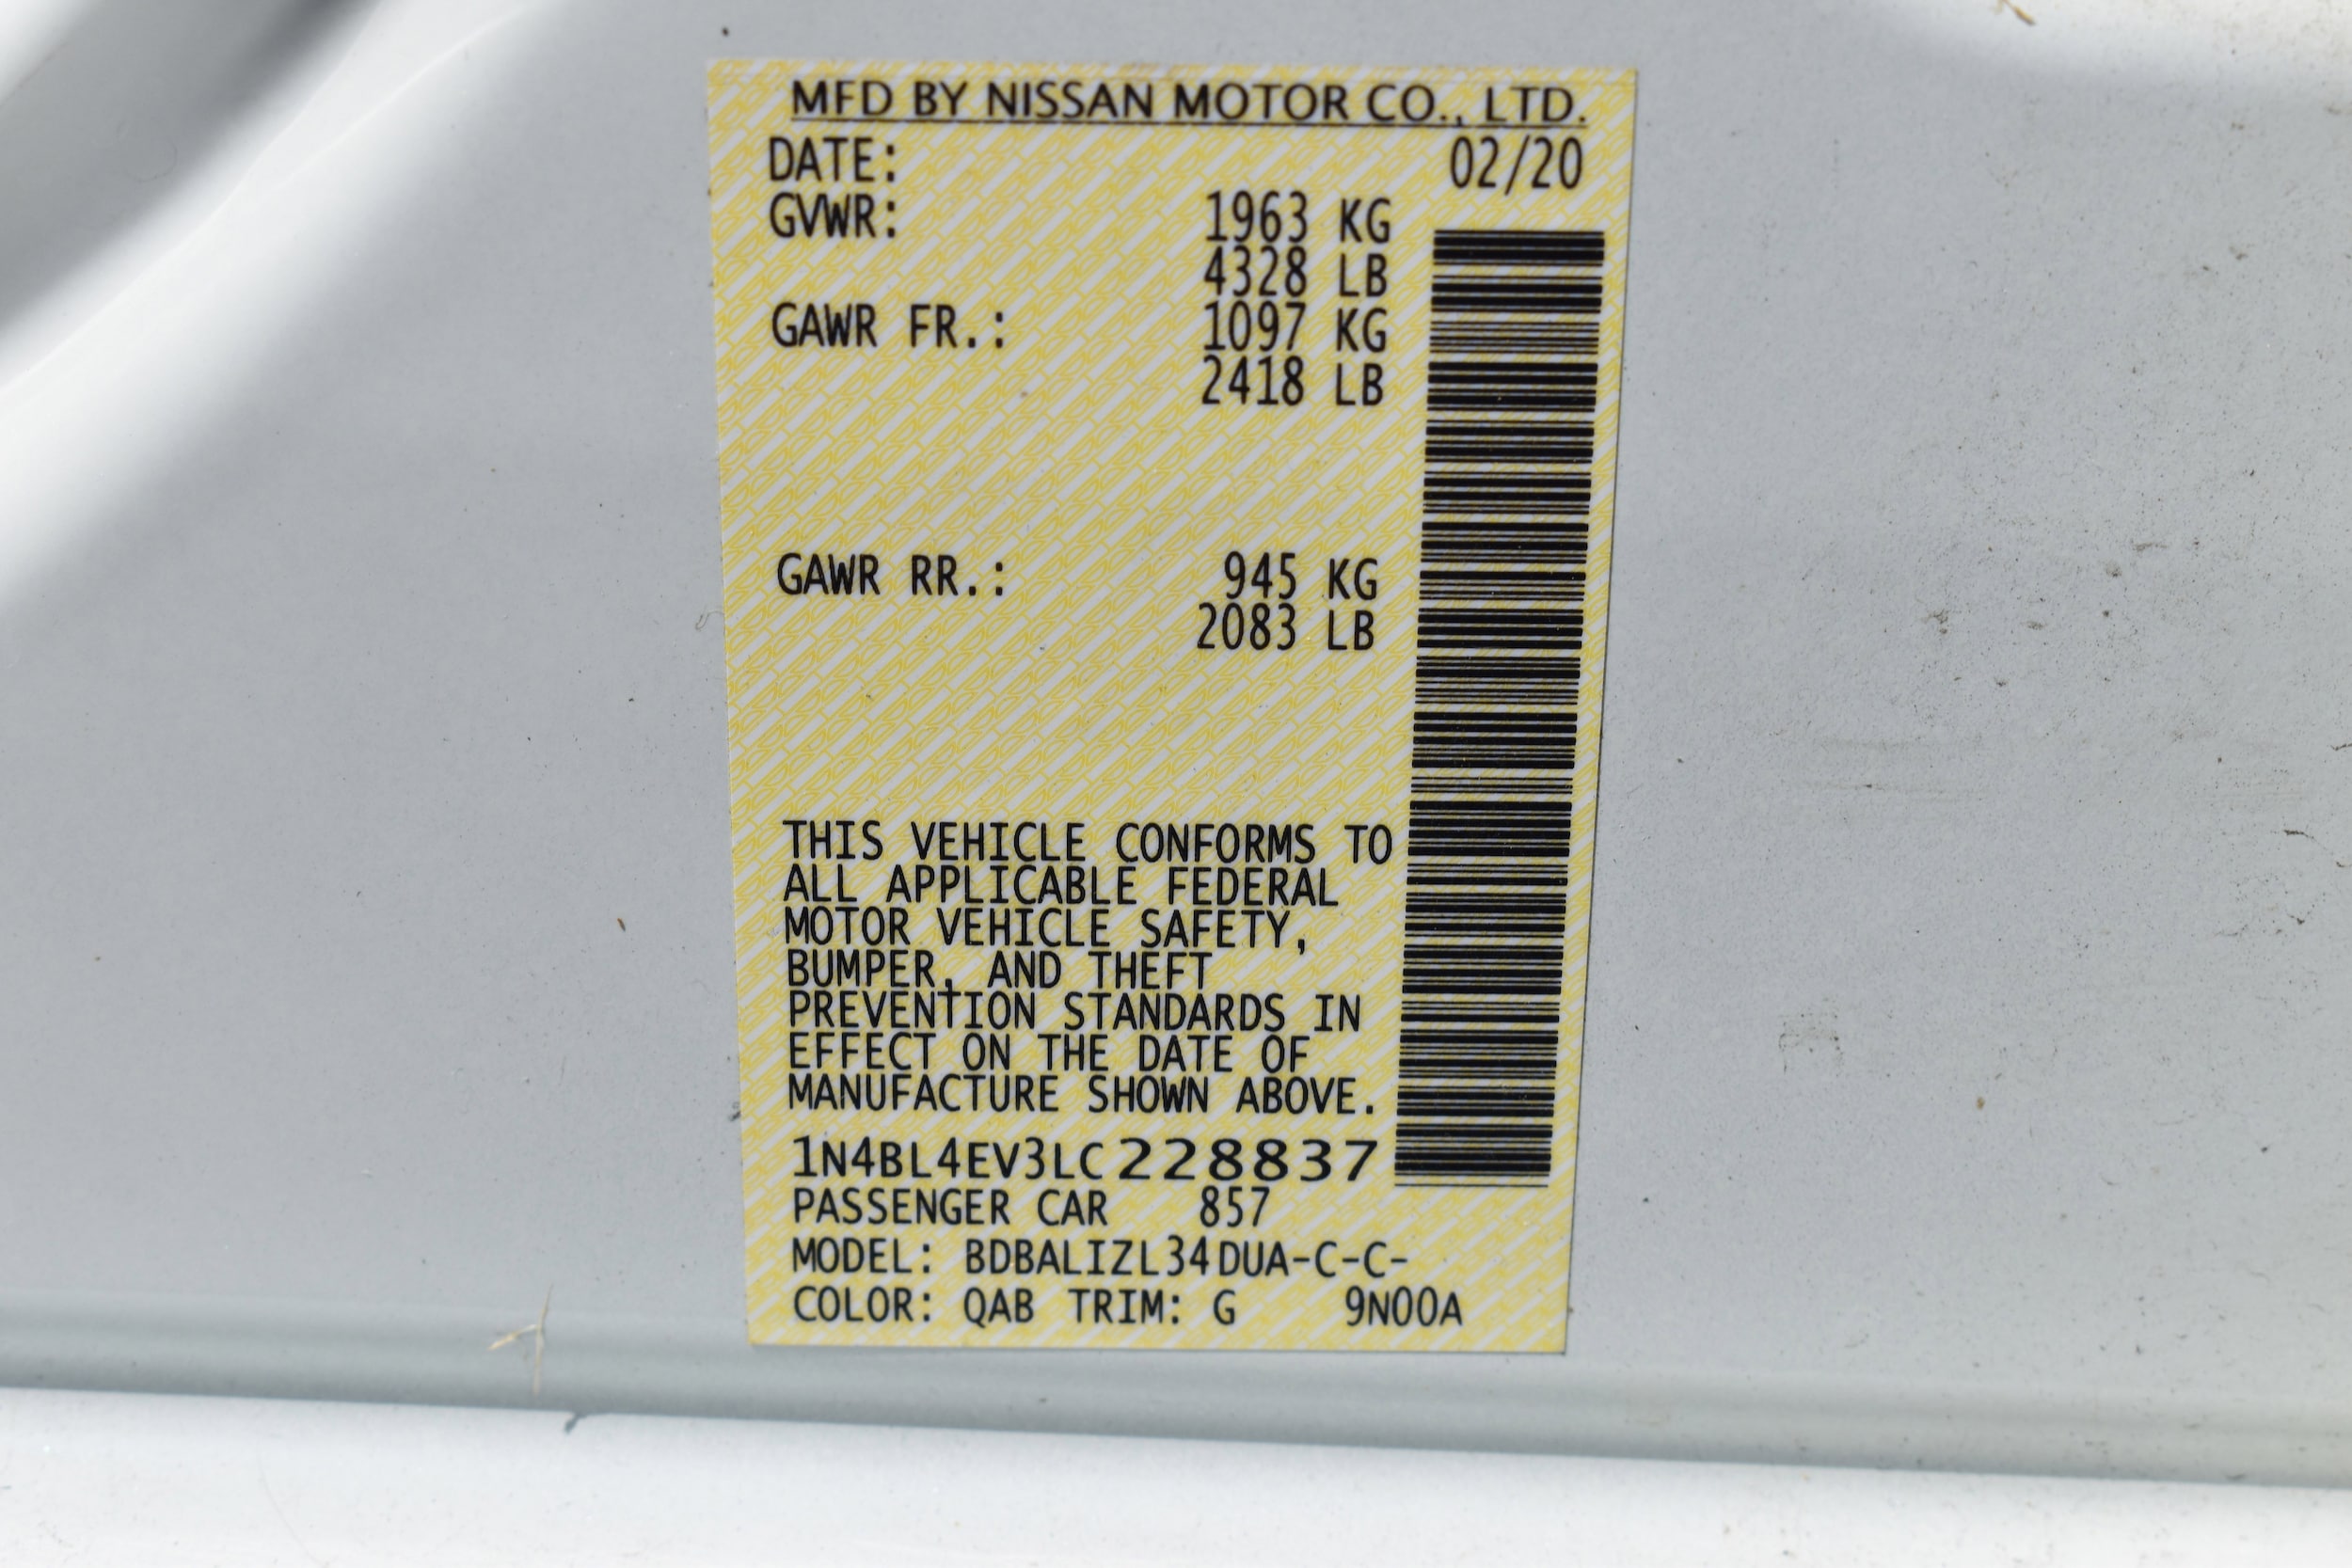 MFD BY NISSAN MOTOR CO., LTD.
DATE: 02/20
GVWR: 1963 KG
4328 LB
GAWR FR.: 1097 KG
2418 LB
GAWR RR.: 945 KG
2083 LB
THIS VEHICLE CONFORMS TO
ALL APPLICABLE FEDERAL
MOTOR VEHICLE SAFETY,
BUMPER, AND THEFT
PREVENTION STANDARDS IN
EFFECT ON THE DATE OF
MANUFACTURE SHOWN ABOVE.
1N4BL4EV3LC228837
PASSENGER CAR 857
MODEL: BDBALIZL34DUA-C-C-
COLOR: QAB TRIM: G 9N00A